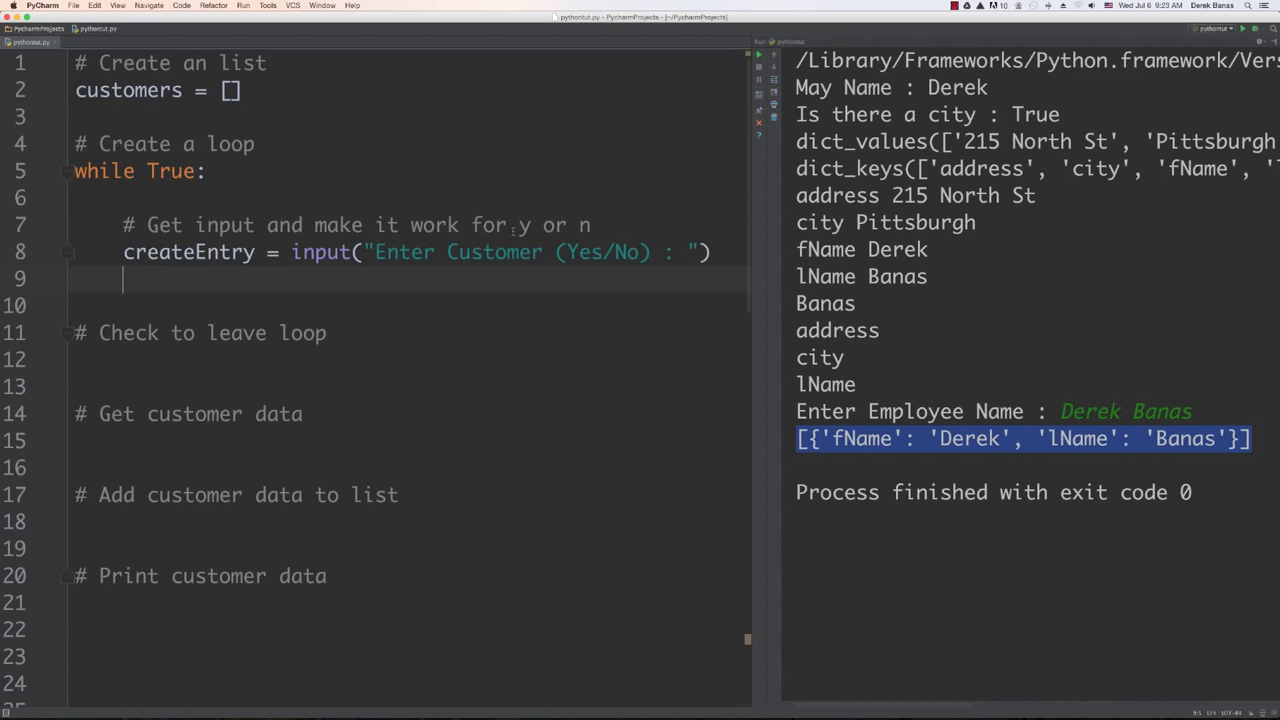 PyCharm File Edit View Navigate Code Refactor Run Tools VCS Window Help
10 Wed Jul 6 9:23 AM Derek Banas
pythontut.py - PycharmProjects - [~/PycharmProjects]
PycharmProjects pythontut.py
pythontut
pythontut.py
Run: pythontut
1 # Create an list
2 customers = []
3
4 # Create a loop
5 while True:
6
7 # Get input and make it work for y or n
8 createEntry = input("Enter Customer (Yes/No) : ")
9
10
11 # Check to leave loop
12
13
14 # Get customer data
15
16
17 # Add customer data to list
18
19
20 # Print customer data
21
22
23
24
/Library/Frameworks/Python.framework/Vers
May Name : Derek
Is there a city : True
dict_values(['215 North St', 'Pittsburgh
dict_keys(['address', 'city', 'fName', 'l
address 215 North St
city Pittsburgh
fName Derek
lName Banas
Banas
address
city
lName
Enter Employee Name : Derek Banas
[{'fName': 'Derek', 'lName': 'Banas'}]
Process finished with exit code 0
9:5 LF‡ UTF-8‡